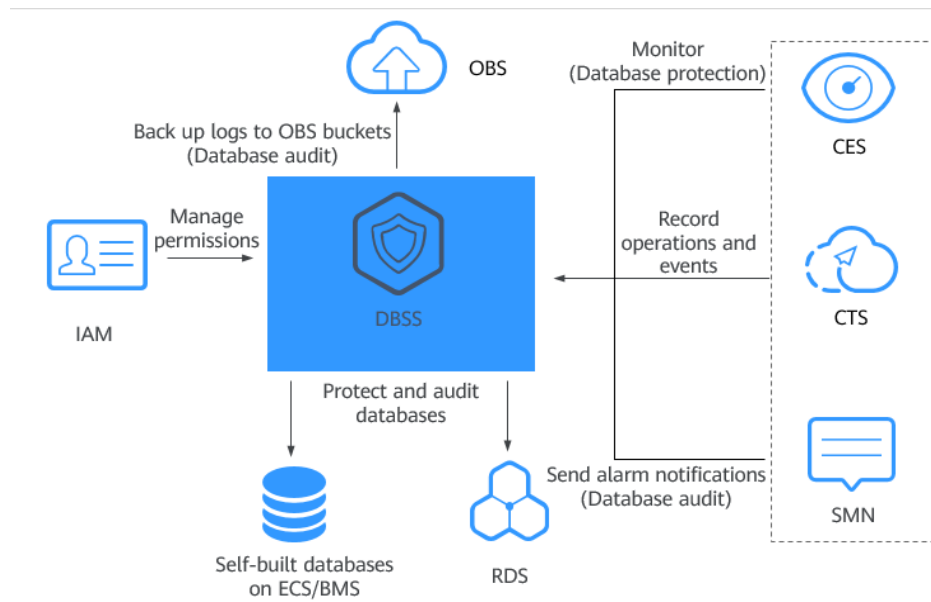 OBS
Monitor
(Database protection)
CES
Back up logs to OBS buckets
(Database audit)
Manage
permissions
IAM
DBSS
Record
operations and
events
CTS
Protect and audit
databases
Send alarm notifications
(Database audit)
SMN
Self-built databases
on ECS/BMS
RDS